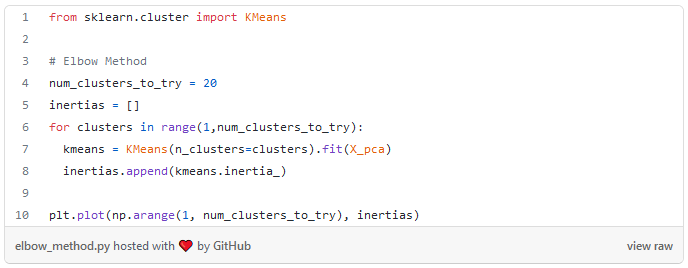 1 from sklearn.cluster import KMeans
2
3 # Elbow Method
4 num_clusters_to_try = 20
5 inertias = []
6 for clusters in range(1,num_clusters_to_try):
7   kmeans = KMeans(n_clusters=clusters).fit(X_pca)
8   inertias.append(kmeans.inertia_)
9
10 plt.plot(np.arange(1, num_clusters_to_try), inertias)
elbow_method.py hosted with ❤ by GitHub view raw